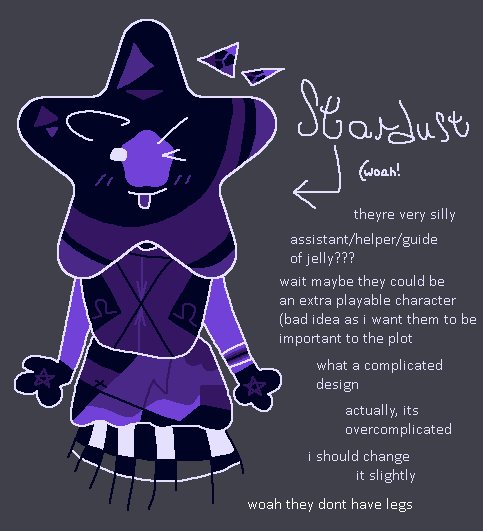 Stardust
(woah!
theyre very silly
assistant/helper/guide
of jelly???
wait maybe they could be
an extra playable character
(bad idea as i want them to be
important to the plot
what a complicated
design
actually, its
overcomplicated
i should change
it slightly
woah they dont have legs